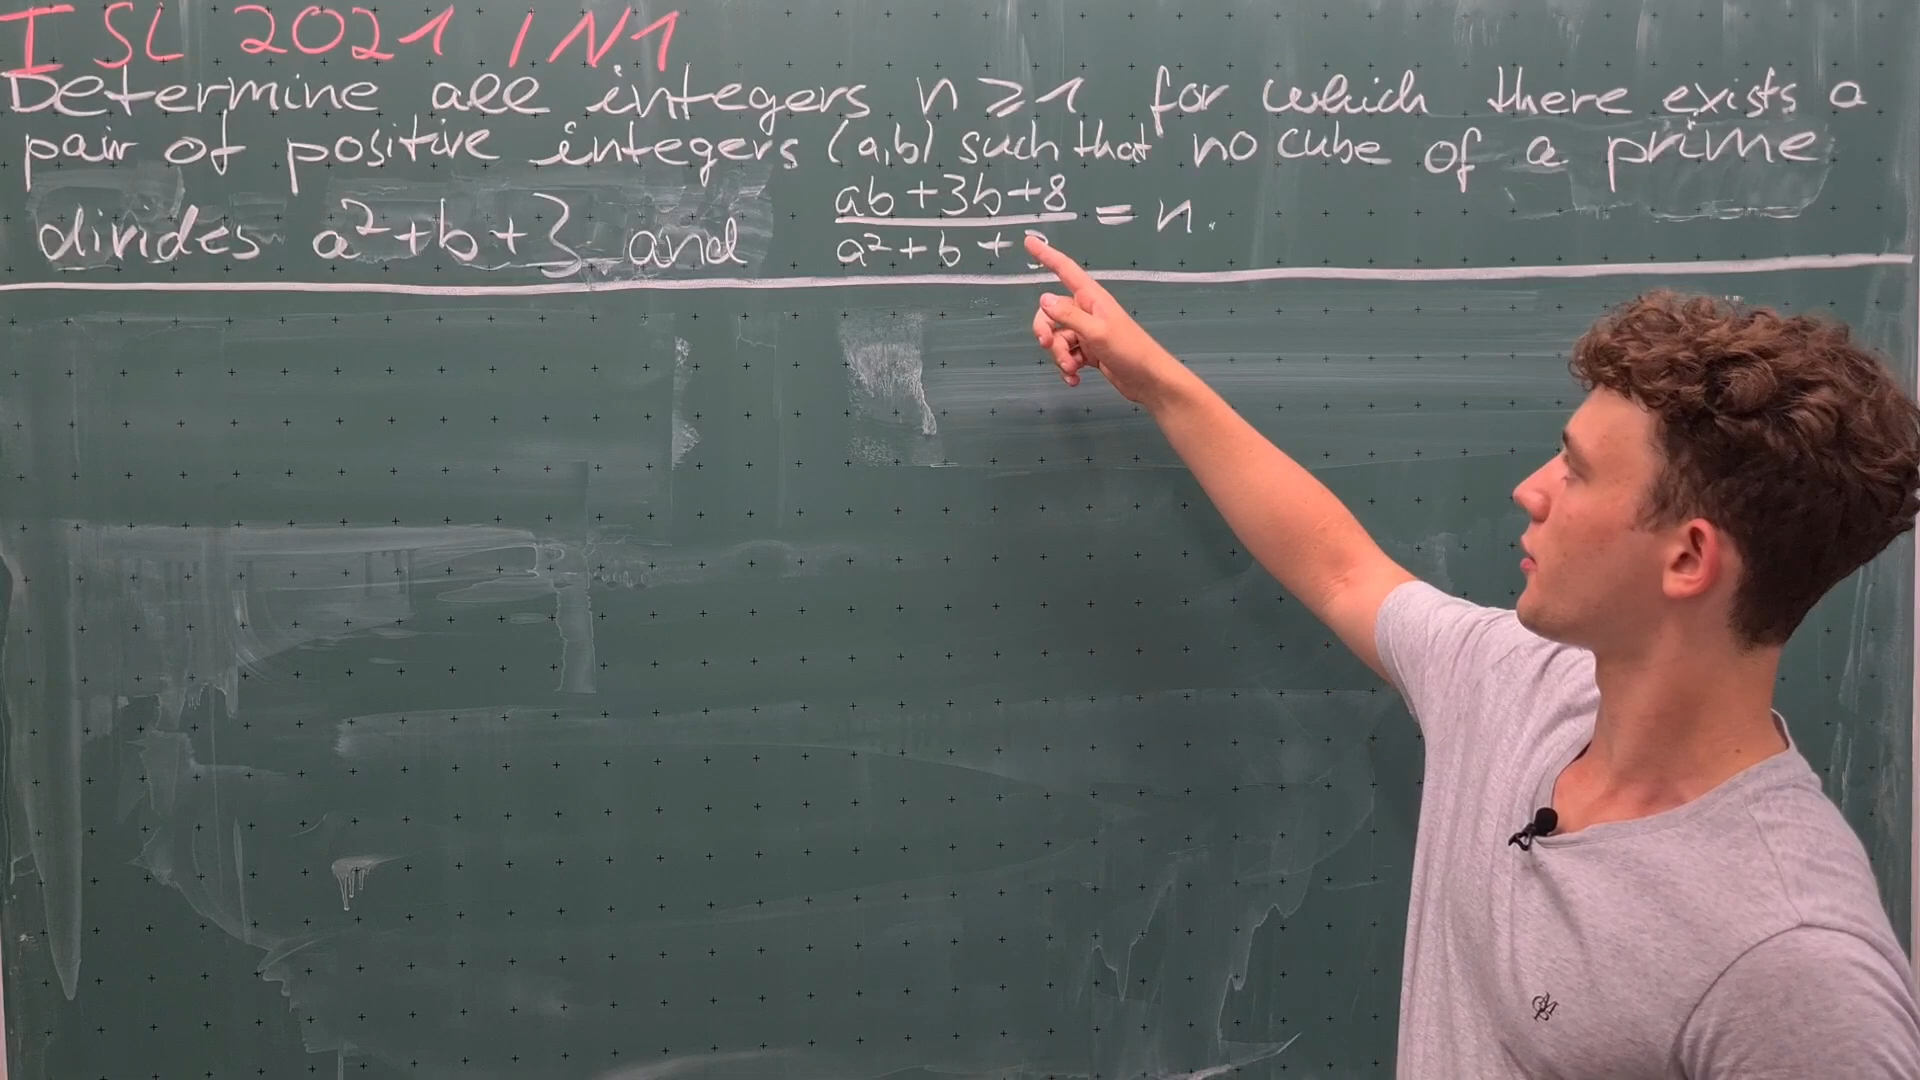 ISL 2021 / N1
Determine all integers n ≥ 1 for which there exists a
pair of positive integers (a,b) such that no cube of a prime
divides a²+b+3 and (ab+3b+8)/(a²+b+3) = n.